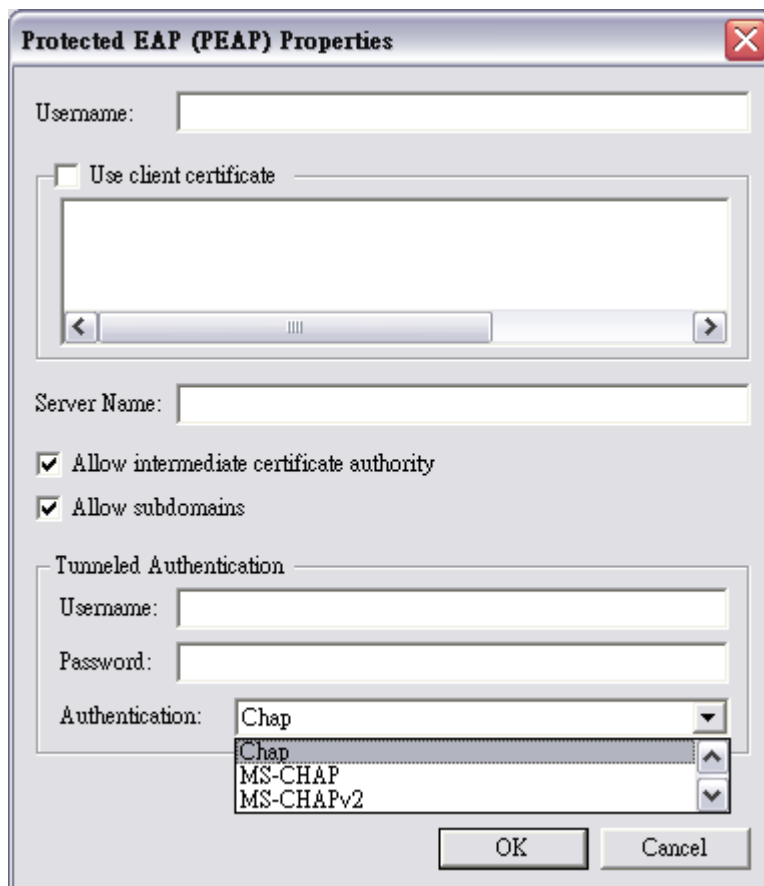 Protected EAP (PEAP) Properties
Username:
Use client certificate
Server Name:
Allow intermediate certificate authority
Allow subdomains
Tunneled Authentication
Username:
Password:
Authentication: Chap
Chap
MS-CHAP
MS-CHAPv2
OK Cancel